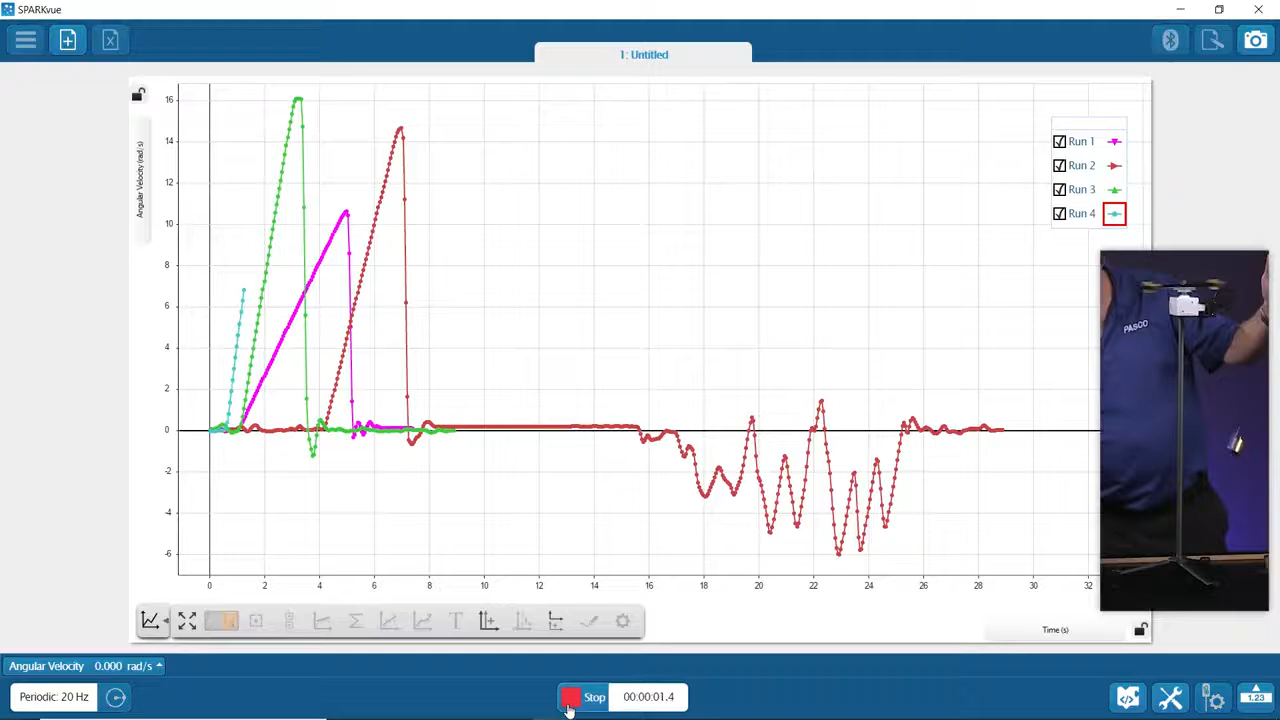 SPARKvue
1: Untitled
Angular Velocity (rad/s)
16
14
12
10
8
6
4
2
0
-2
-4
-6
0 2 4 6 8 10 12 14 16 18 20 22 24 26 28 30 32
Time (s)
Run 1
Run 2
Run 3
Run 4
PASCO
Angular Velocity 0.000 rad/s
Periodic: 20 Hz
Stop 00:00:01.4
1.23